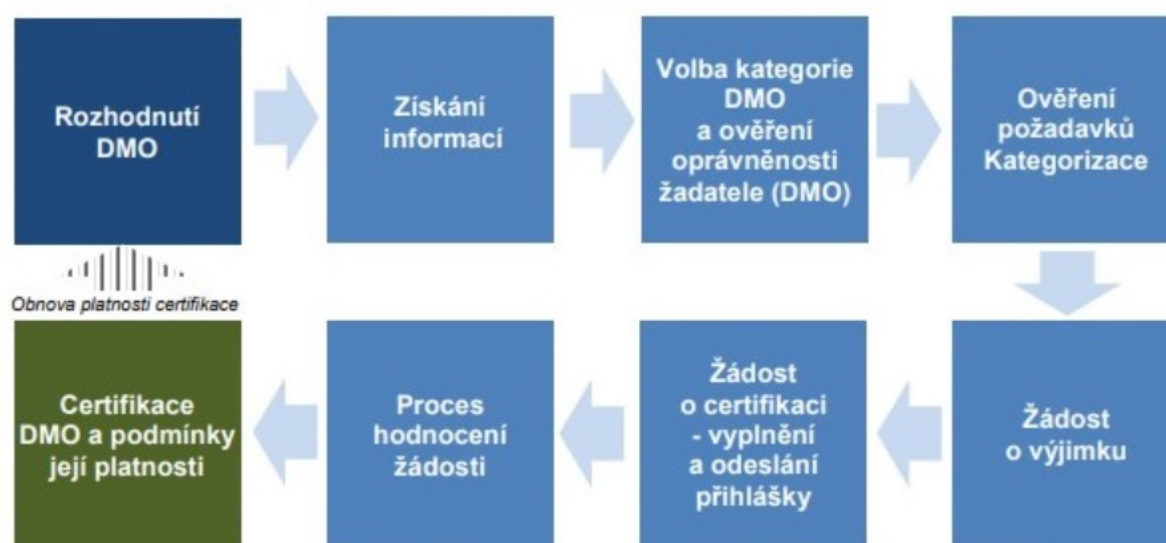 Rozhodnutí
DMO
Získání
informací
Volba kategorie
DMO
a ověření
oprávněnosti
žadatele (DMO)
Ověření
požadavků
Kategorizace
Žádost
o výjimku
Žádost
o certifikaci
- vyplnění
a odeslání
přihlášky
Proces
hodnocení
žádosti
Certifikace
DMO a podmínky
její platnosti
Obnova platnosti certifikace